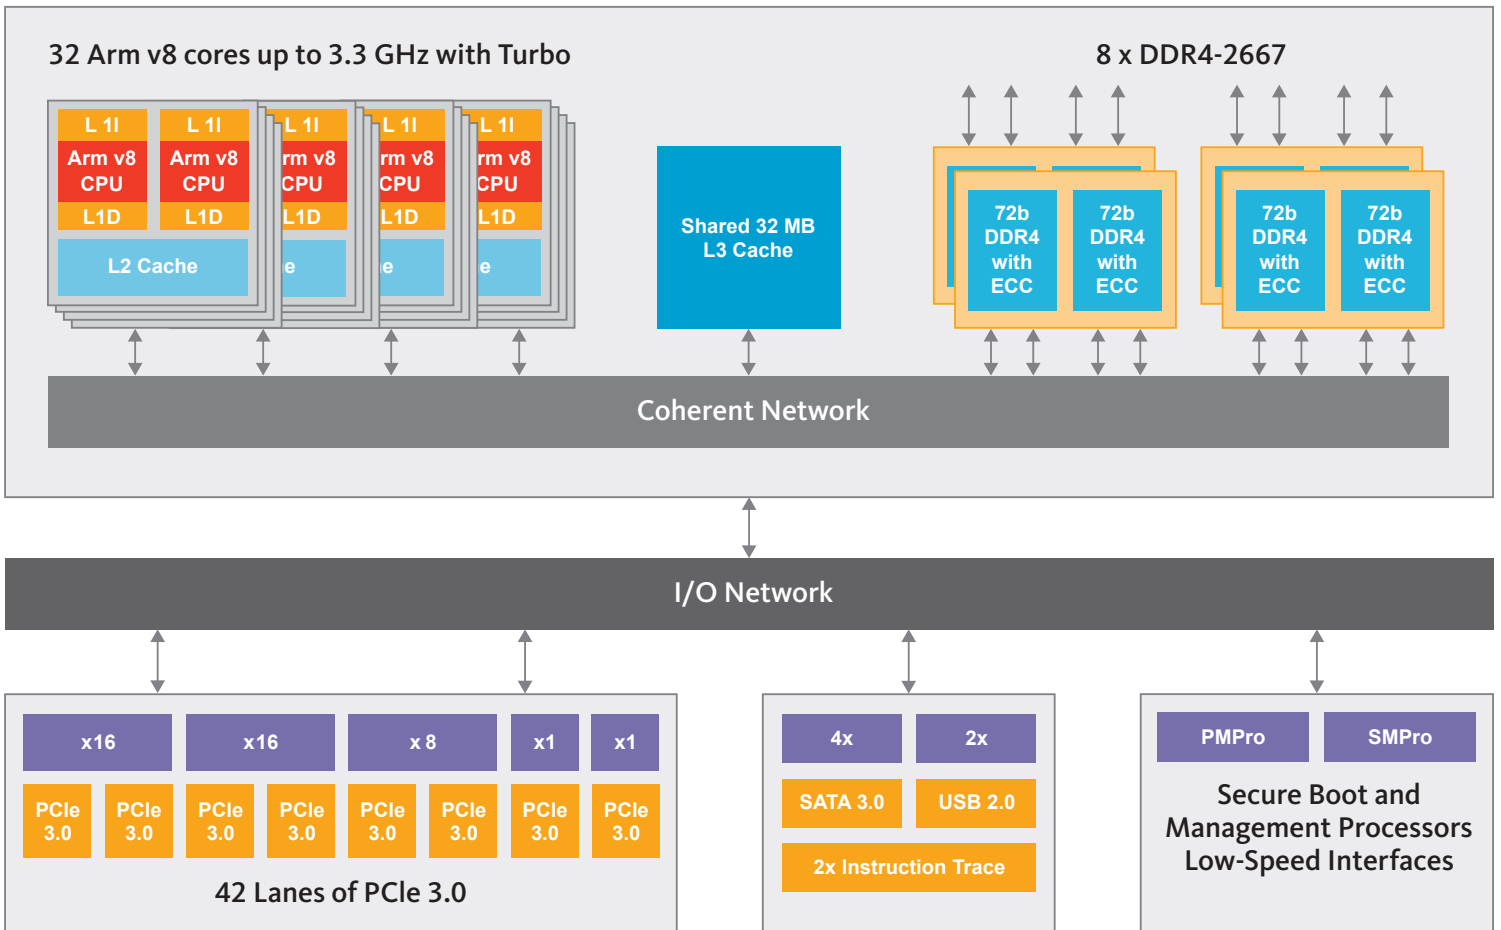 32 Arm v8 cores up to 3.3 GHz with Turbo
8 x DDR4-2667
L 1I
L 1I
L 1I
L 1I
L 1I
Arm v8
CPU
Arm v8
CPU
rm v8
CPU
rm v8
CPU
rm v8
CPU
L1D
L1D
L1D
L1D
L1D
L2 Cache
e
e
e
Shared 32 MB
L3 Cache
72b
DDR4
with
ECC
72b
DDR4
with
ECC
72b
DDR4
with
ECC
72b
DDR4
with
ECC
Coherent Network
I/O Network
x16
x16
x 8
x1
x1
PCIe
3.0
PCIe
3.0
PCIe
3.0
PCIe
3.0
PCIe
3.0
PCIe
3.0
PCIe
3.0
PCIe
3.0
42 Lanes of PCIe 3.0
4x
2x
SATA 3.0
USB 2.0
2x Instruction Trace
PMPro
SMPro
Secure Boot and
Management Processors
Low-Speed Interfaces